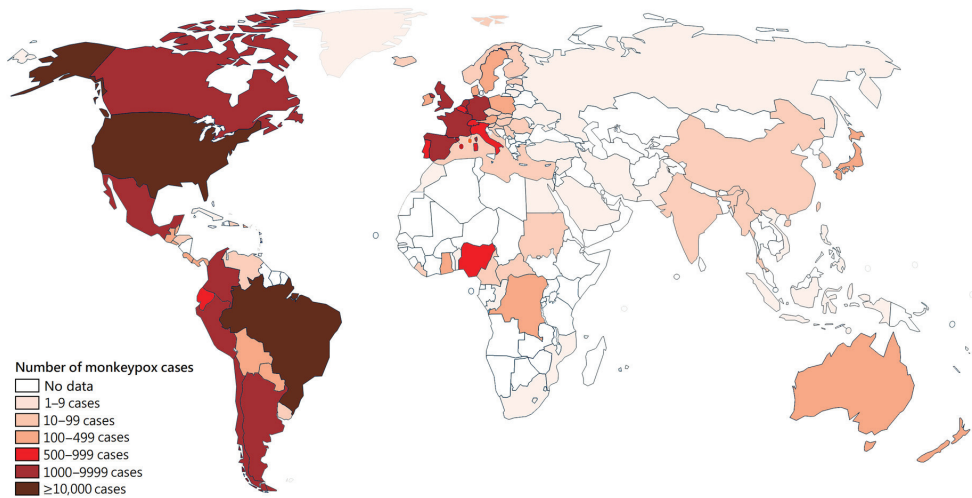 Number of monkeypox cases
No data
1–9 cases
10–99 cases
100–499 cases
500–999 cases
1000–9999 cases
≥10,000 cases